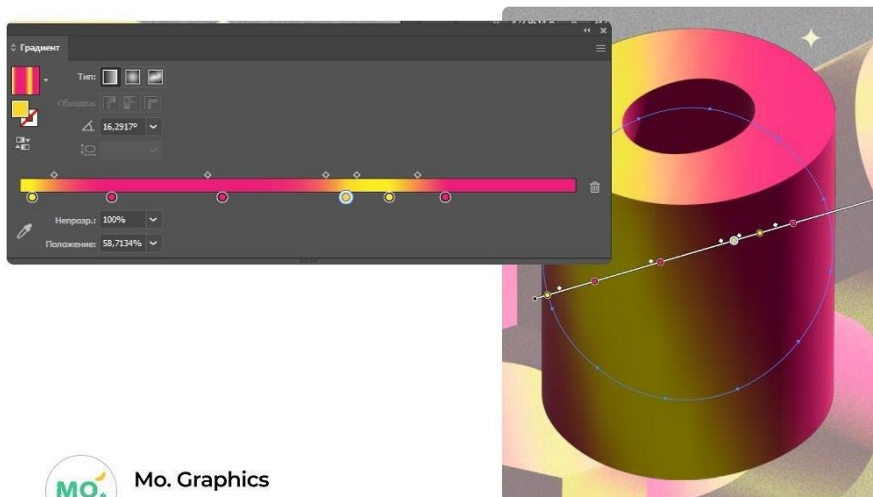 Градиент
Тип:
Обводка:
16,2917°
Непрозр.: 100%
Положение: 58,7134%
MO.
Mo. Graphics